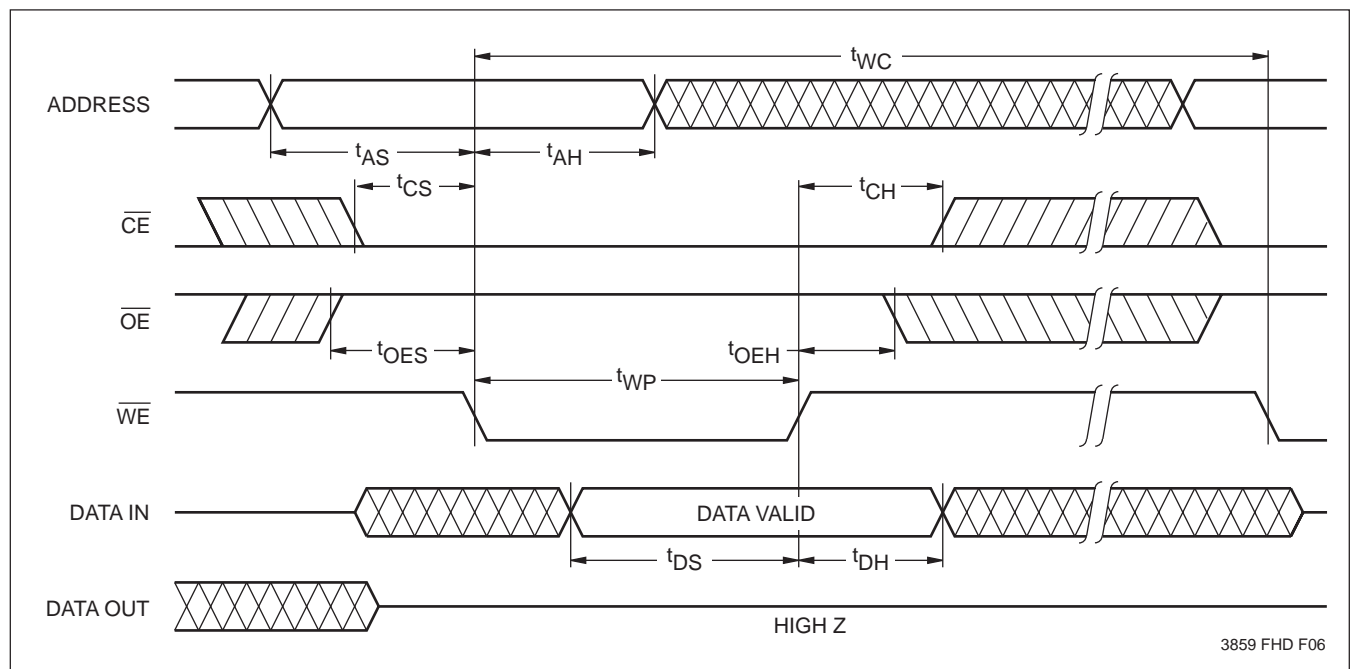 tWC
ADDRESS
tAS
tAH
tCS
tCH
CE
OE
tOES
tOEH
tWP
WE
DATA IN
DATA VALID
tDS
tDH
DATA OUT
HIGH Z
3859 FHD F06